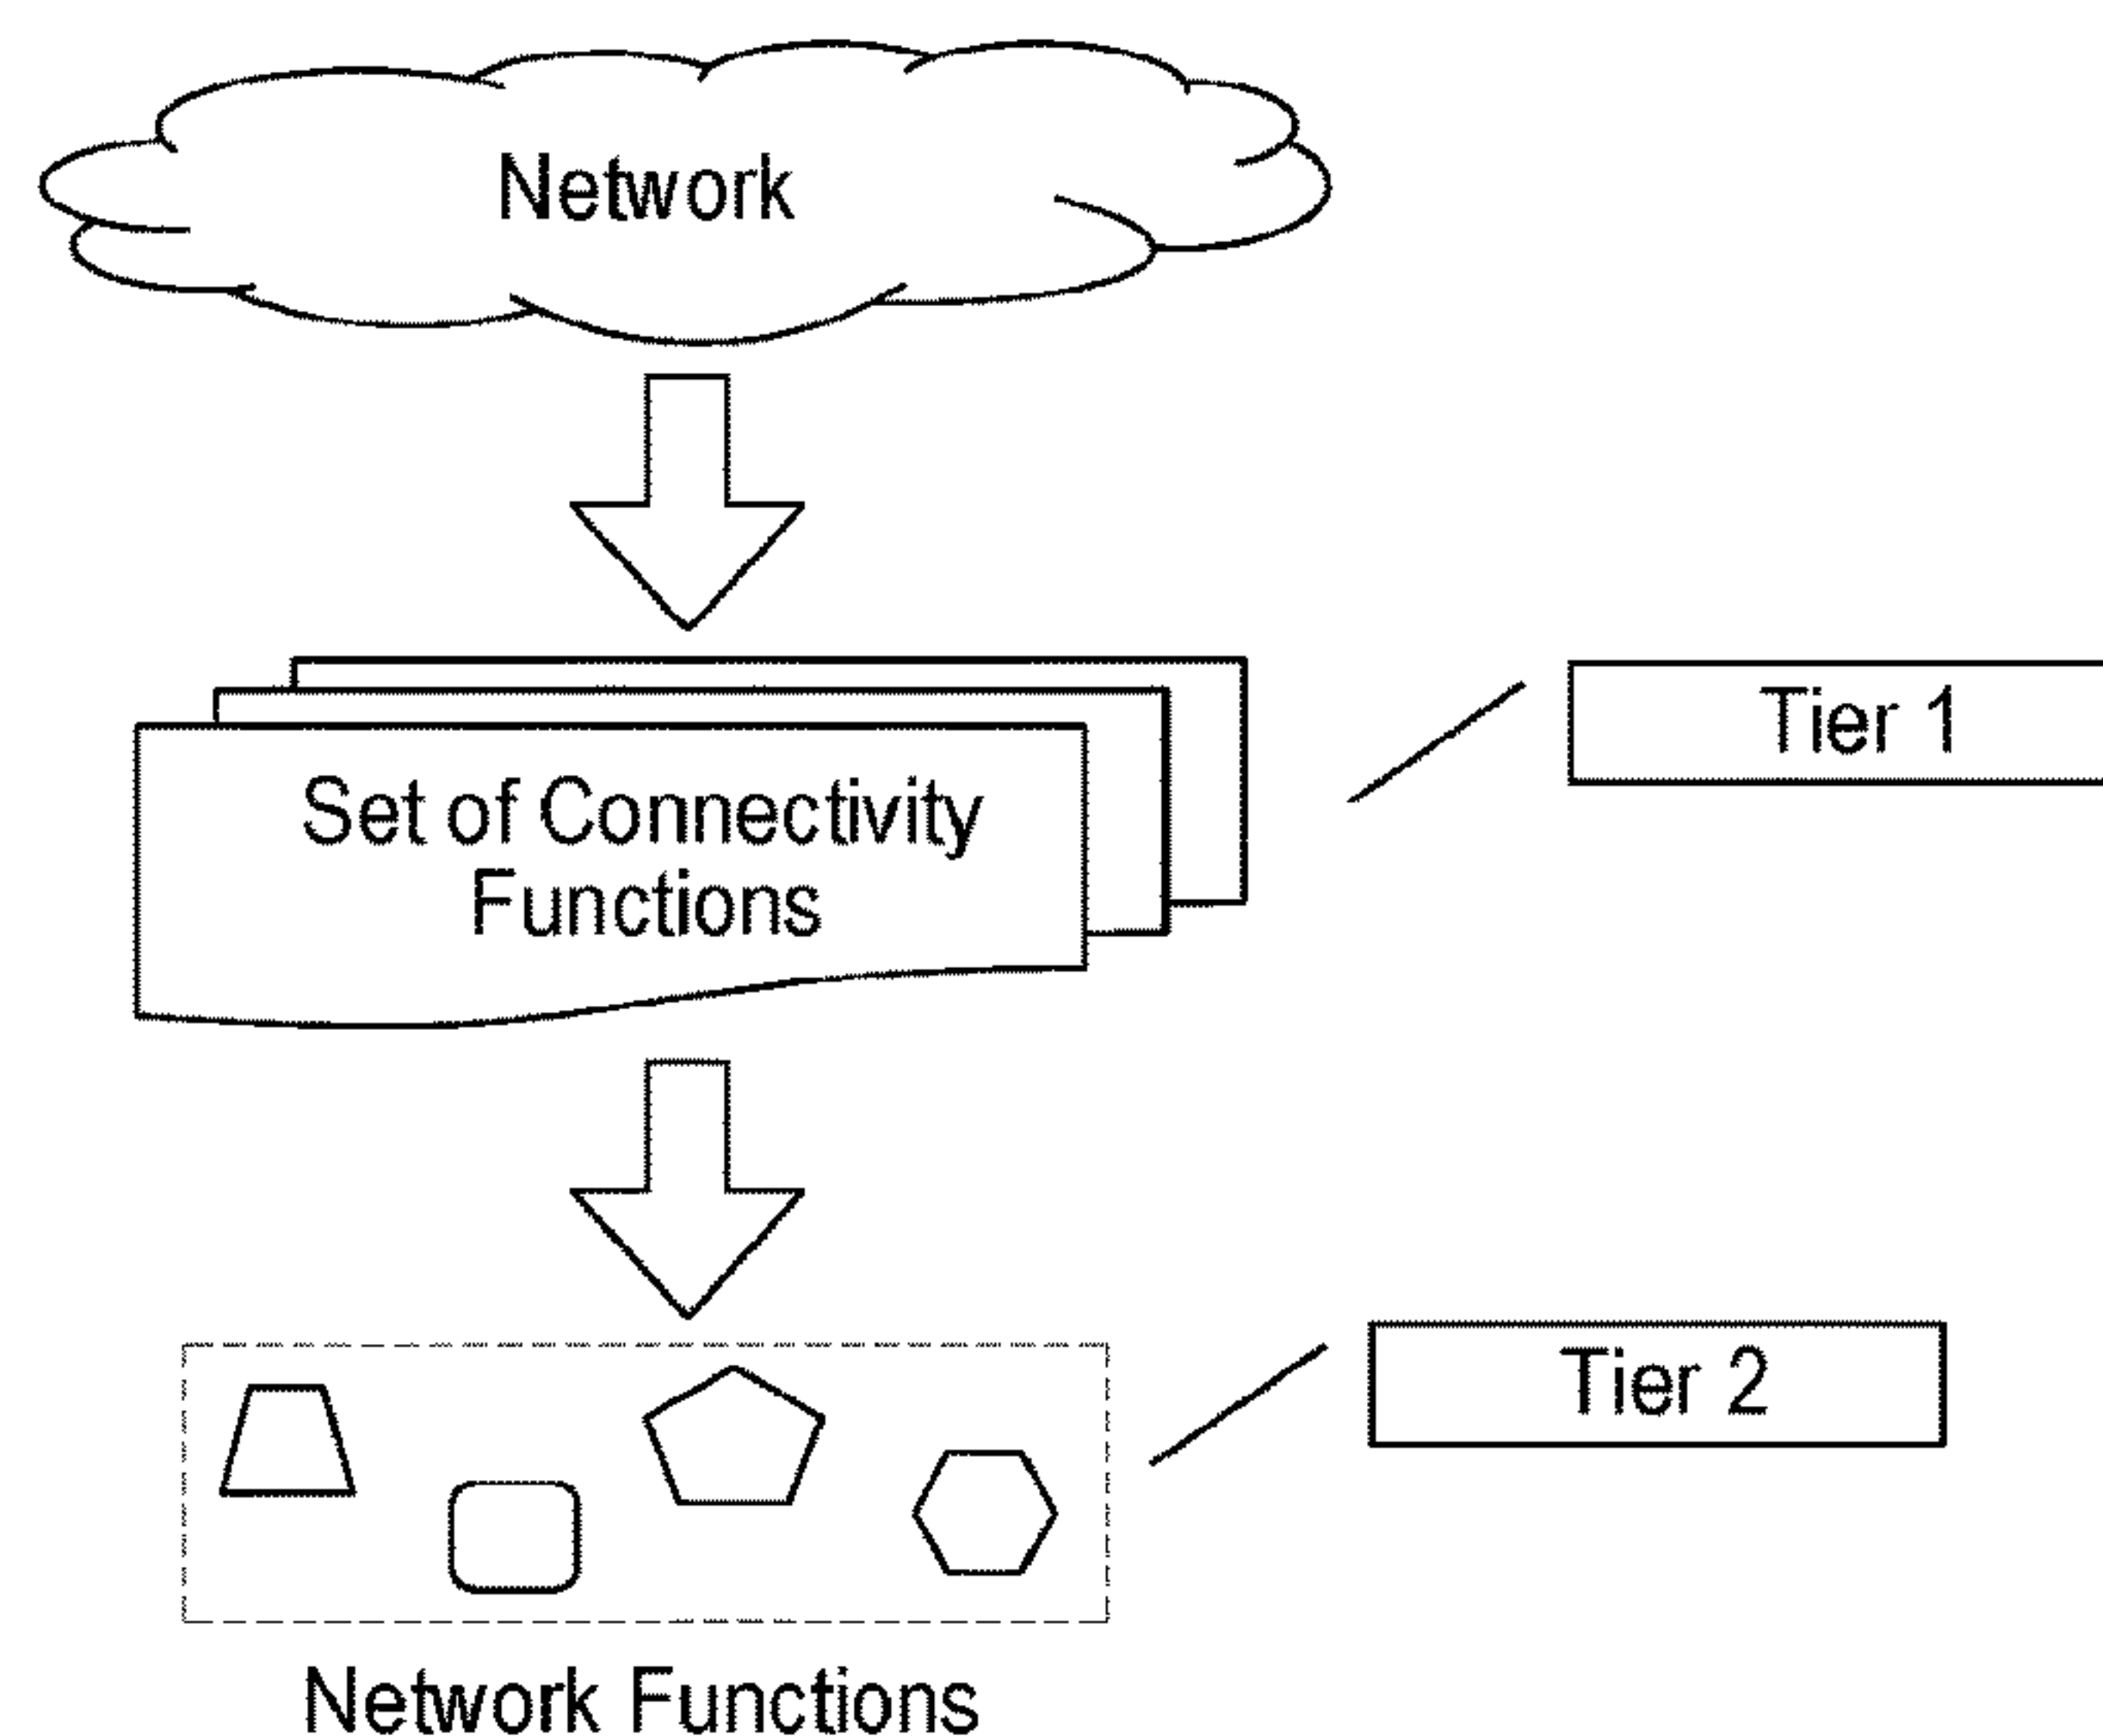 Network
Set of Connectivity
Functions
Tier 1
Tier 2
Network Functions